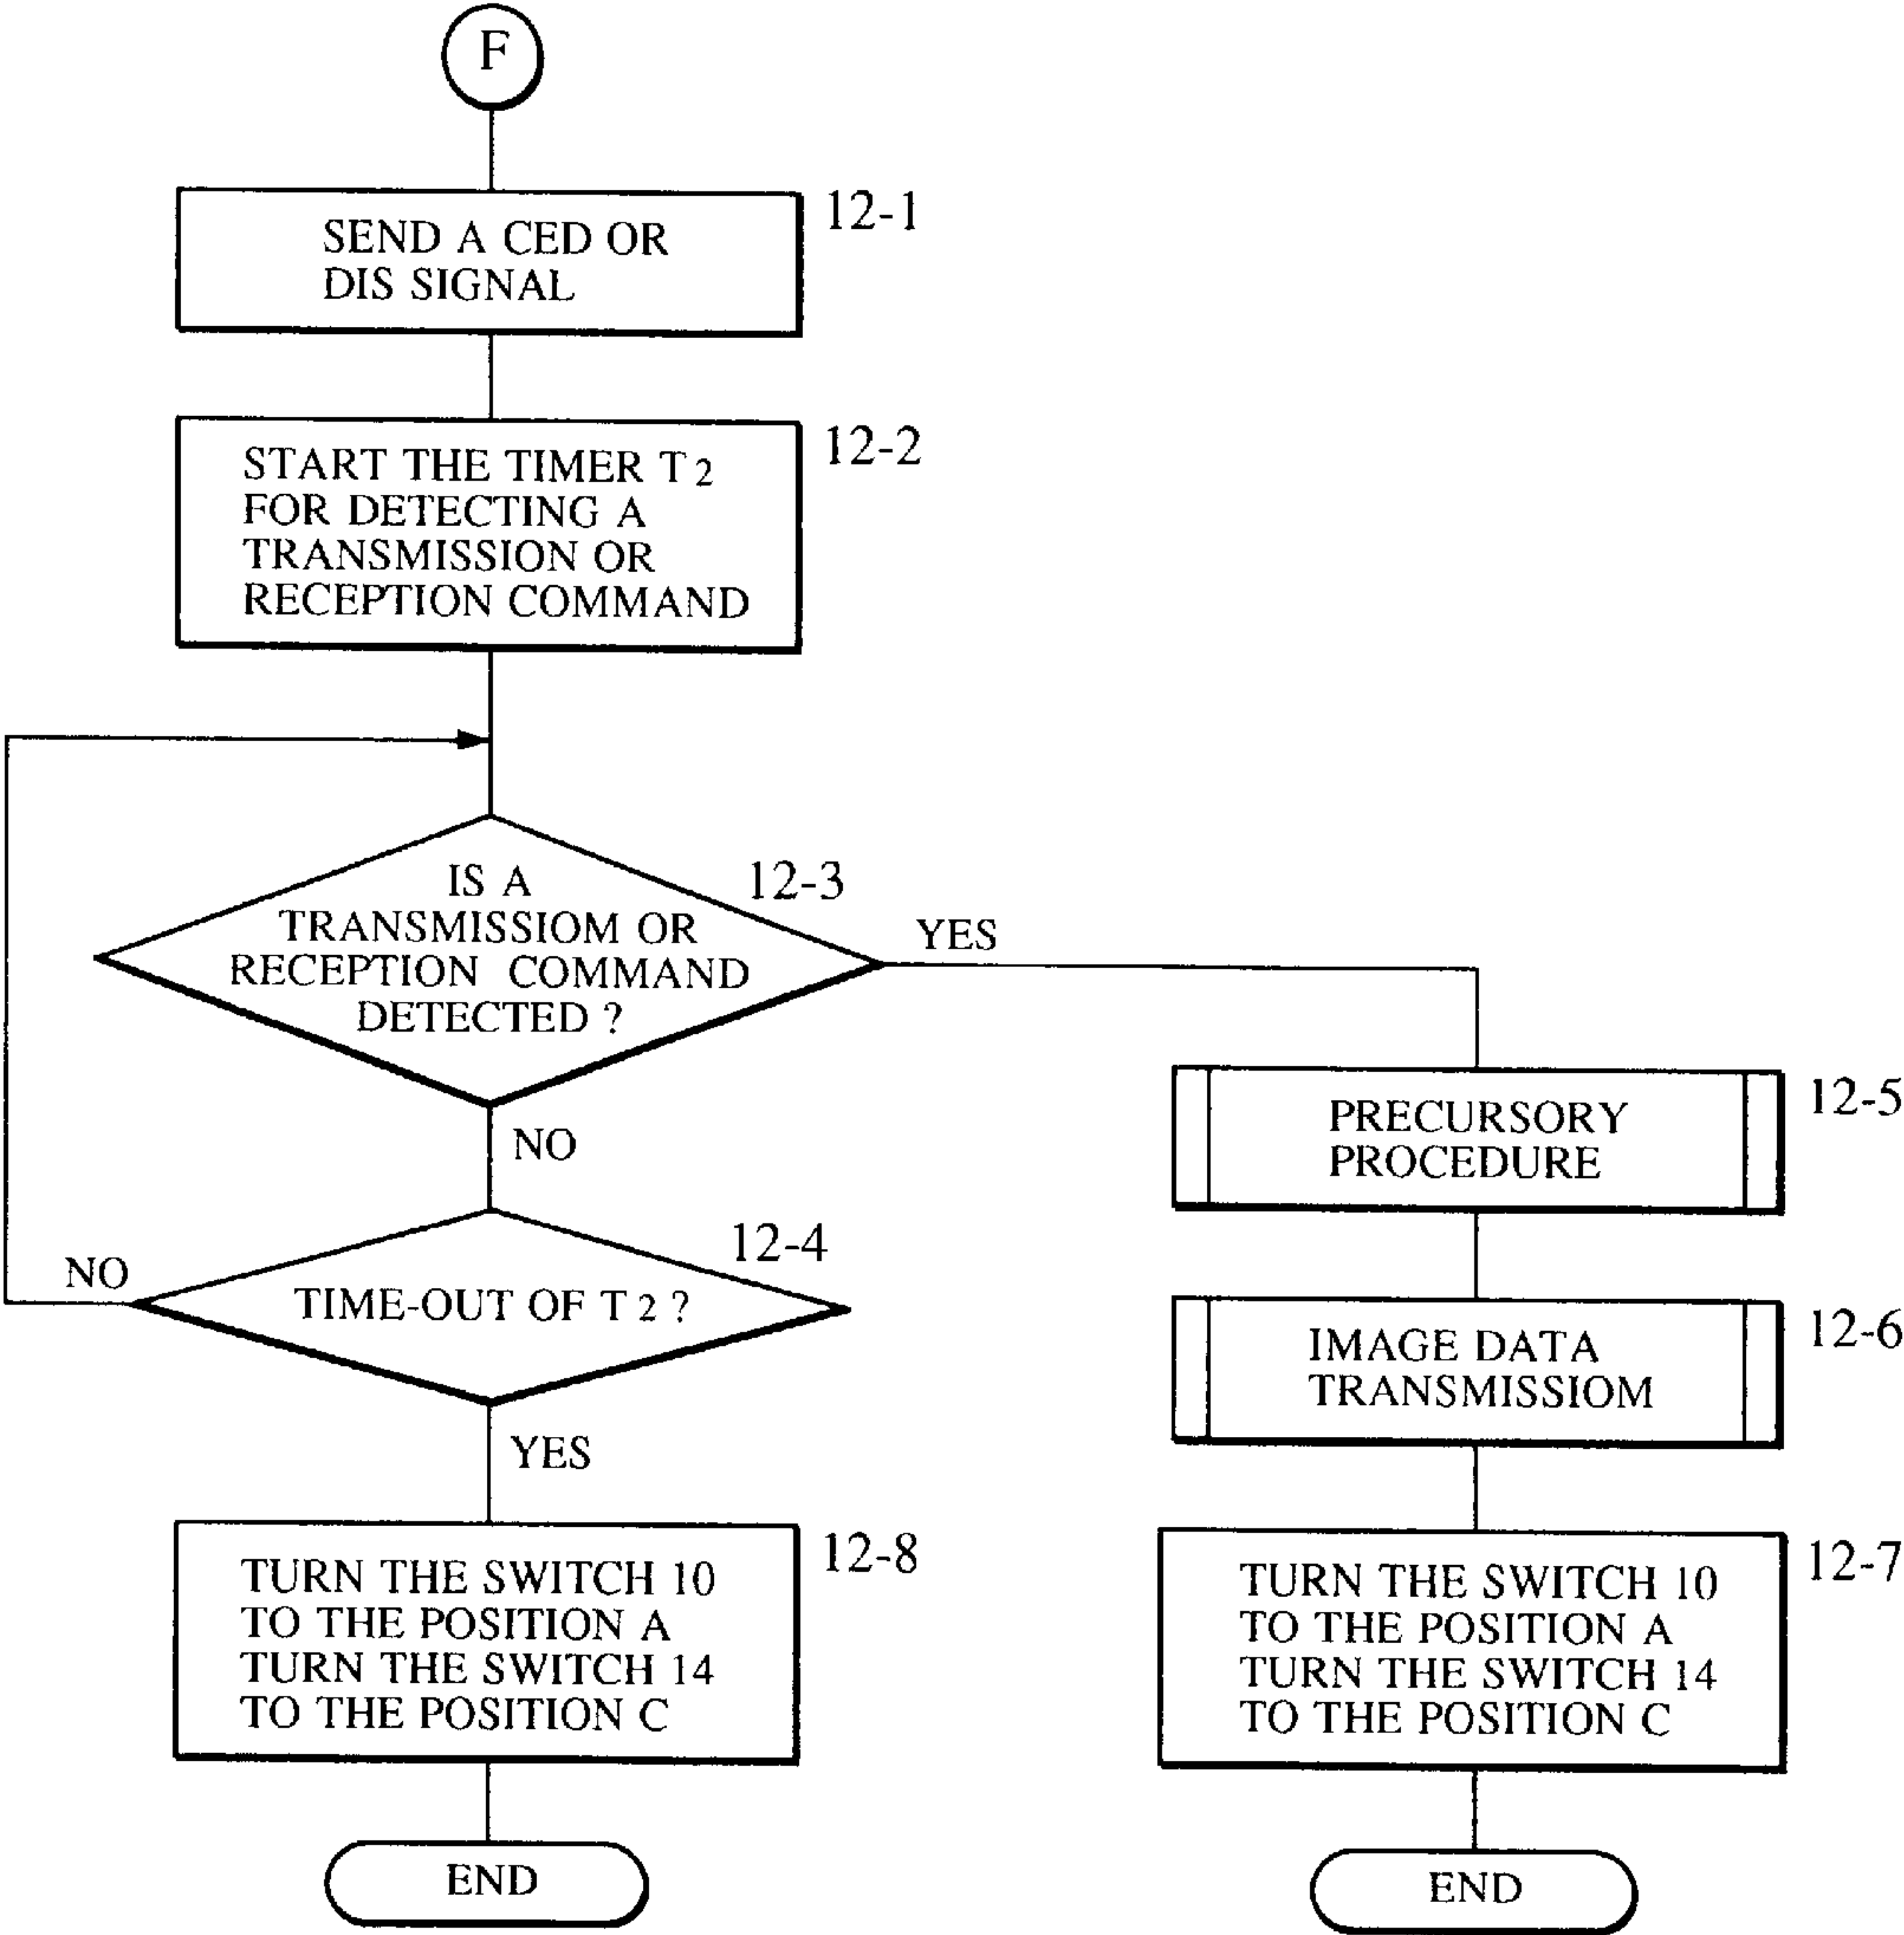 F
12-1
SEND A CED OR
DIS SIGNAL
12-2
START THE TIMER T2
FOR DETECTING A
TRANSMISSION OR
RECEPTION COMMAND
12-3
IS A
TRANSMISSIOM OR
RECEPTION COMMAND
DETECTED ?
YES
NO
12-4
TIME-OUT OF T2 ?
NO
YES
12-8
TURN THE SWITCH 10
TO THE POSITION A
TURN THE SWITCH 14
TO THE POSITION C
END
12-5
PRECURSORY
PROCEDURE
12-6
IMAGE DATA
TRANSMISSIOM
12-7
TURN THE SWITCH 10
TO THE POSITION A
TURN THE SWITCH 14
TO THE POSITION C
END